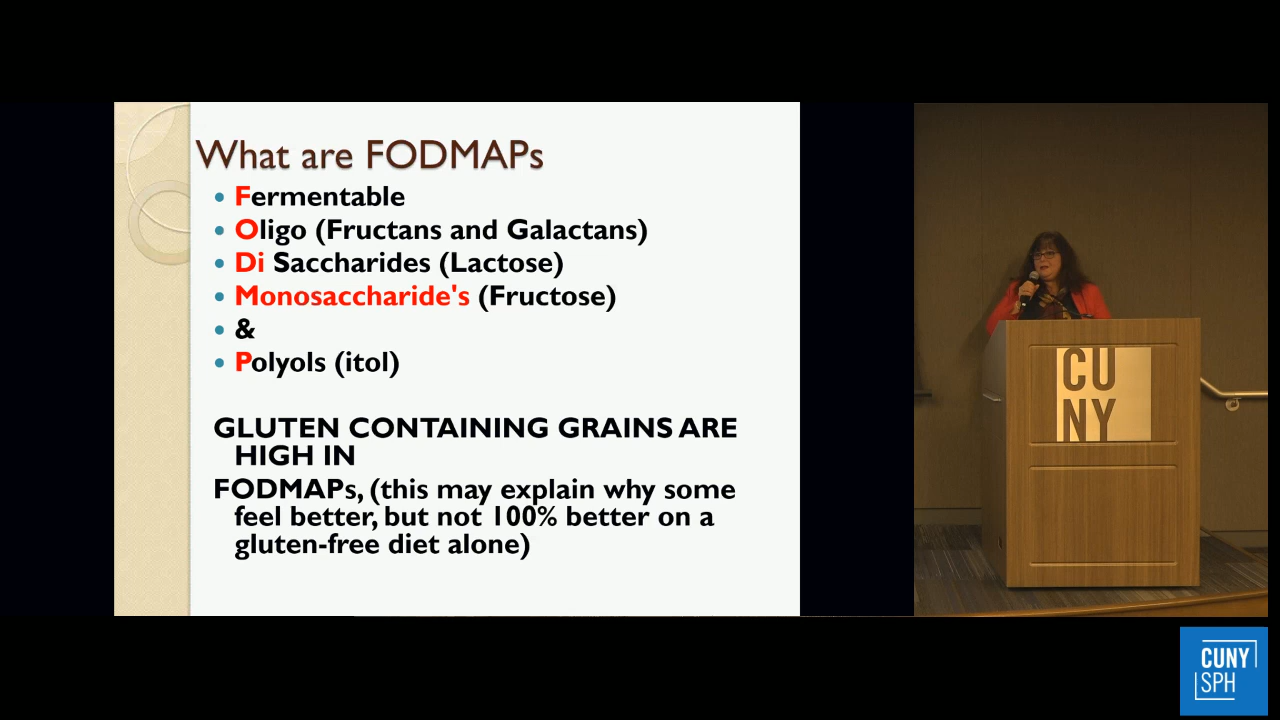 What are FODMAPs
• Fermentable
• Oligo (Fructans and Galactans)
• Di Saccharides (Lactose)
• Monosaccharide's (Fructose)
• &
• Polyols (itol)
GLUTEN CONTAINING GRAINS ARE
HIGH IN
FODMAPs, (this may explain why some
feel better, but not 100% better on a
gluten-free diet alone)
CU
NY
CUNY
SPH